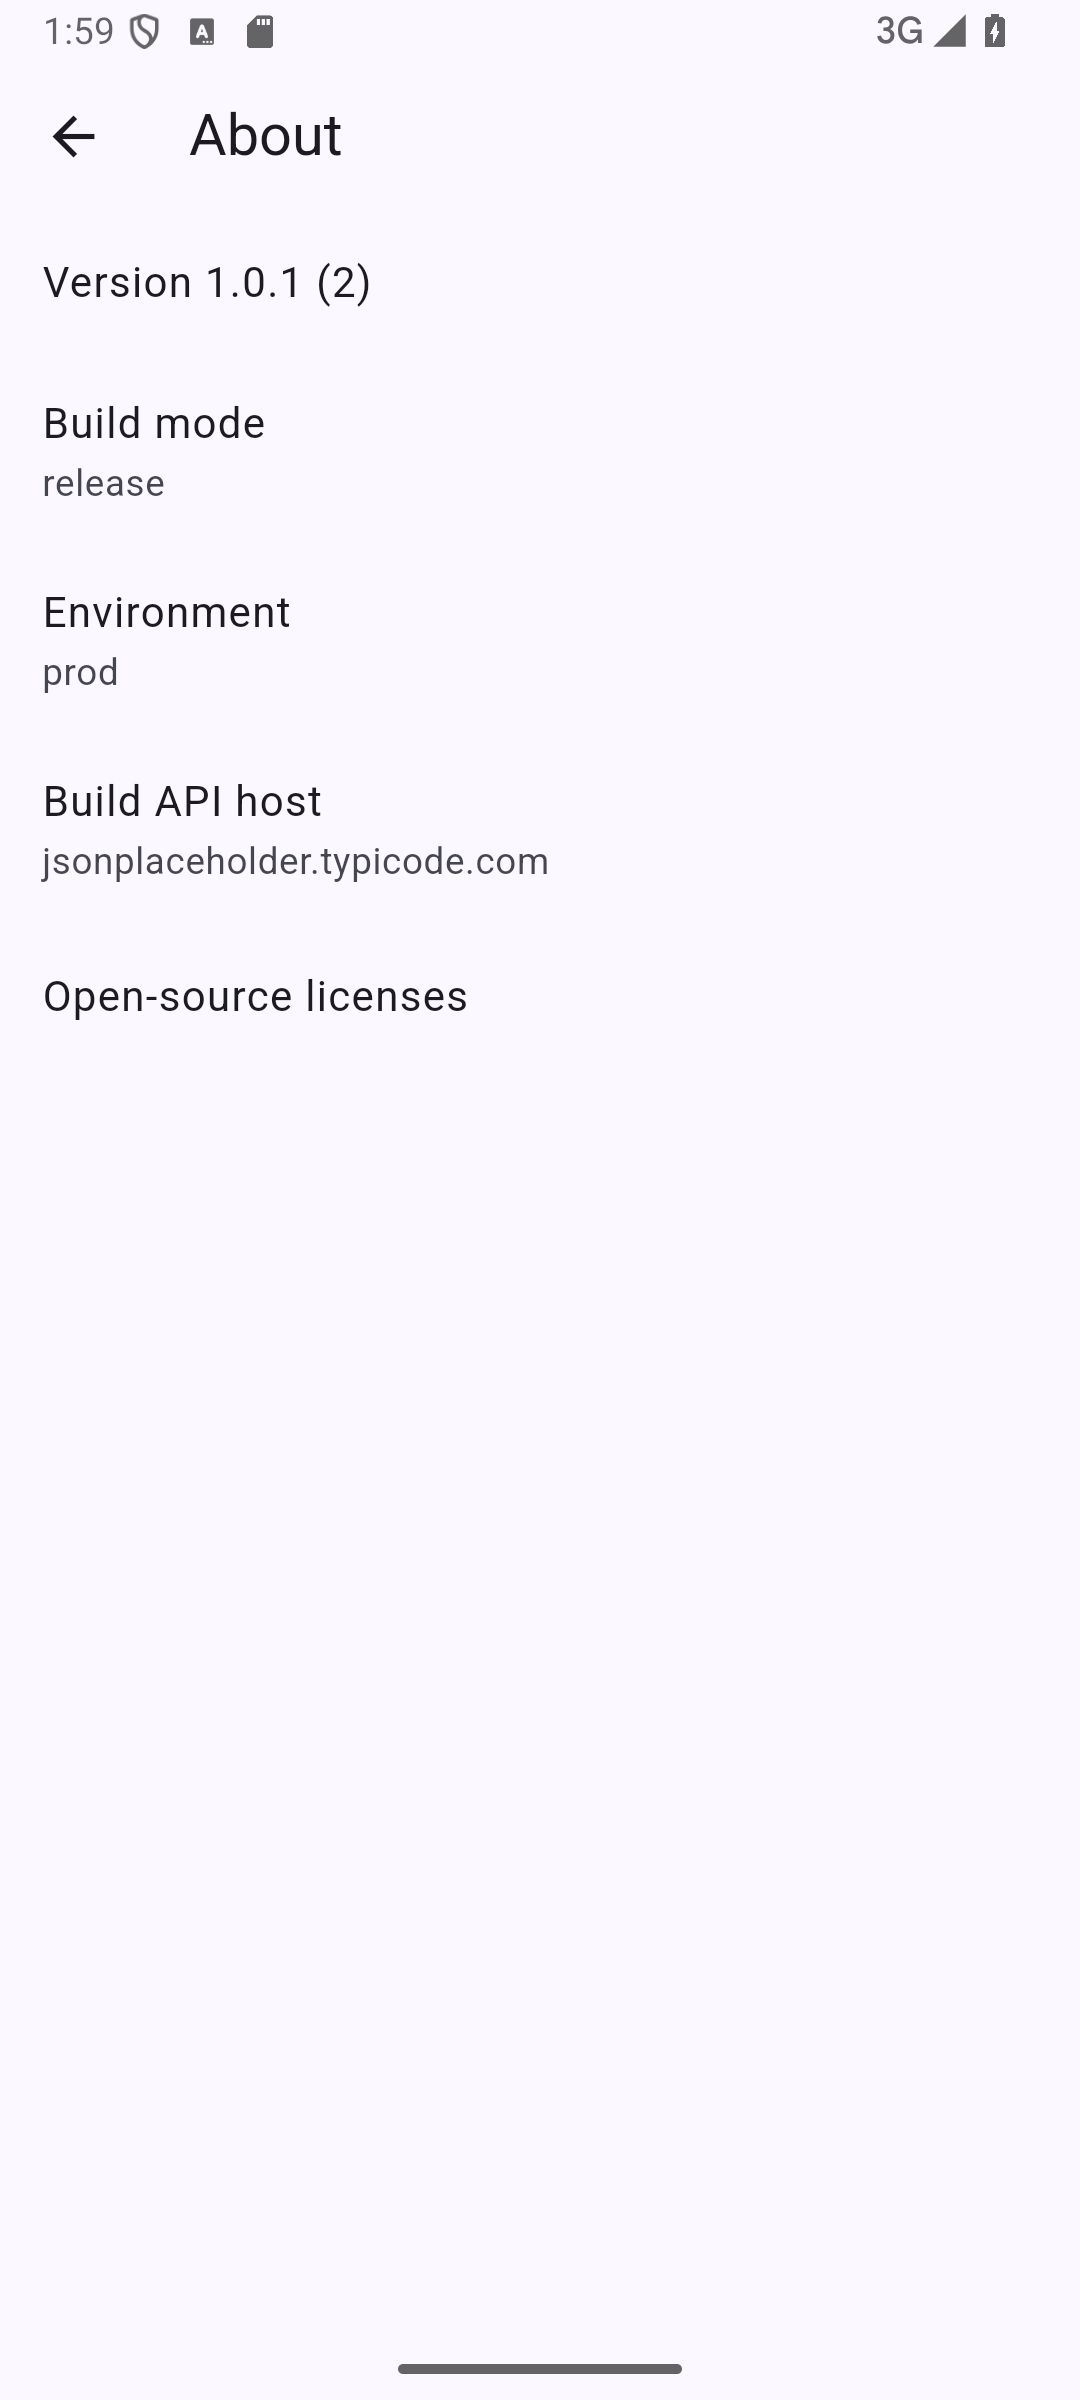 1:59 3G
About
Version 1.0.1 (2)
Build mode
release
Environment
prod
Build API host
jsonplaceholder.typicode.com
Open-source licenses